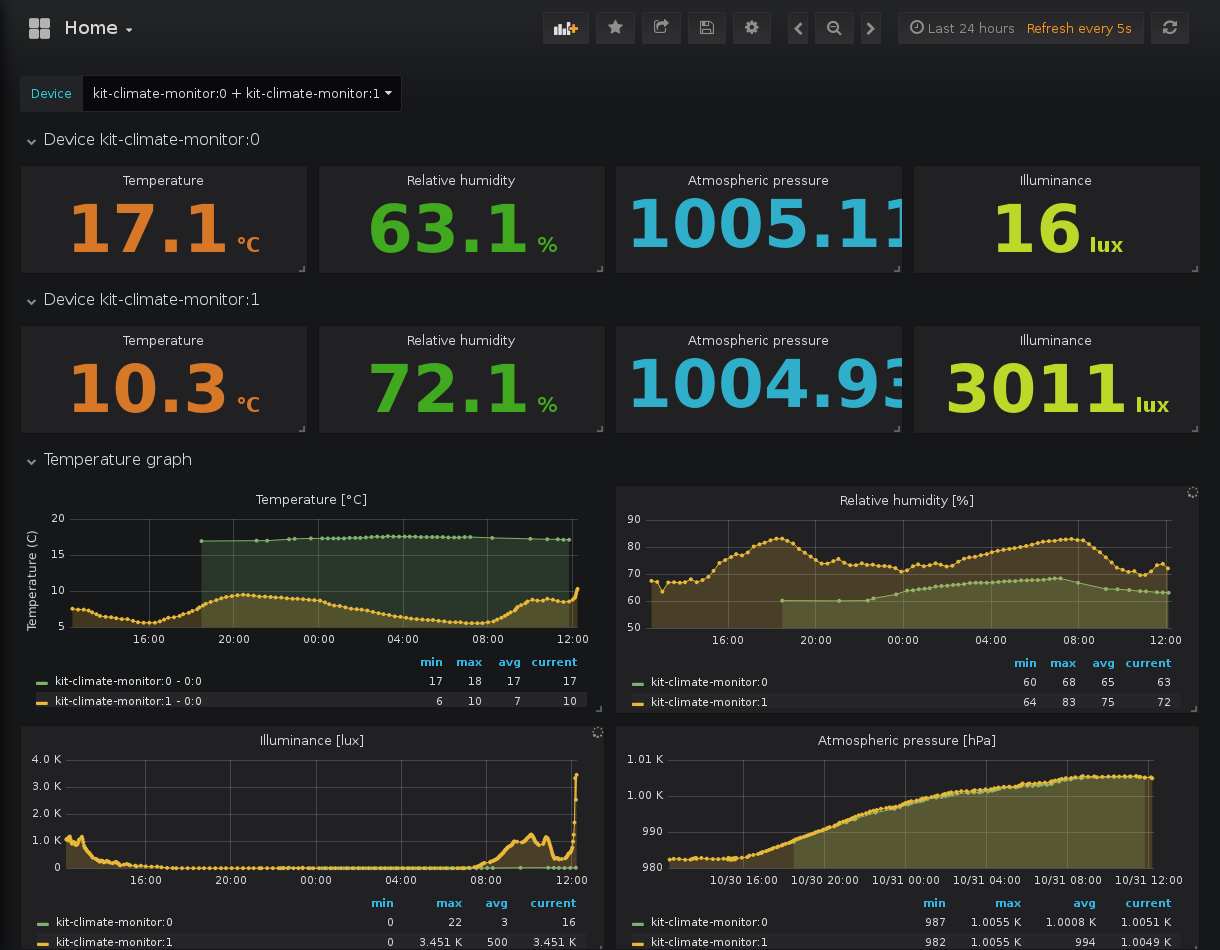 Home
Last 24 hours Refresh every 5s
Device kit-climate-monitor:0 + kit-climate-monitor:1
Device kit-climate-monitor:0
Temperature Relative humidity Atmospheric pressure Illuminance
17.1 °C 63.1 % 1005.11 16 lux
Device kit-climate-monitor:1
Temperature Relative humidity Atmospheric pressure Illuminance
10.3 °C 72.1 % 1004.93 3011 lux
Temperature graph
Temperature [°C]
Temperature (C)
20
15
10
5
16:00 20:00 00:00 04:00 08:00 12:00
min max avg current
kit-climate-monitor:0 - 0:0 17 18 17 17
kit-climate-monitor:1 - 0:0 6 10 7 10
Relative humidity [%]
90
80
70
60
50
16:00 20:00 00:00 04:00 08:00 12:00
min max avg current
kit-climate-monitor:0 60 68 65 63
kit-climate-monitor:1 64 83 75 72
Illuminance [lux]
4.0 K
3.0 K
2.0 K
1.0 K
0
16:00 20:00 00:00 04:00 08:00 12:00
min max avg current
kit-climate-monitor:0 0 22 3 16
kit-climate-monitor:1 0 3.451 K 500 3.451 K
Atmospheric pressure [hPa]
1.01 K
1.00 K
990
980
10/30 16:00 10/30 20:00 10/31 00:00 10/31 04:00 10/31 08:00 10/31 12:00
min max avg current
kit-climate-monitor:0 987 1.0055 K 1.0008 K 1.0051 K
kit-climate-monitor:1 982 1.0055 K 994 1.0049 K